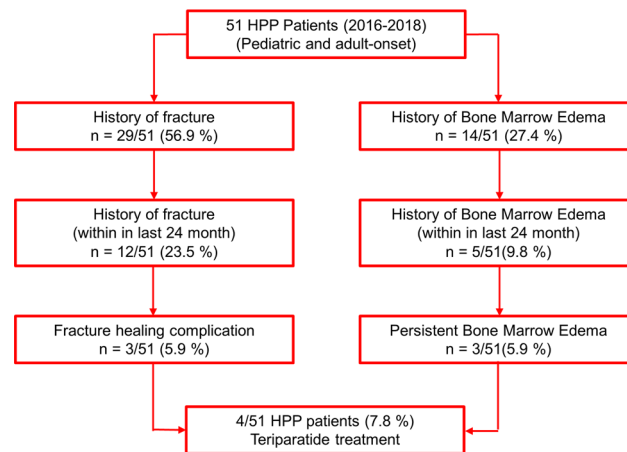 51 HPP Patients (2016-2018)
(Pediatric and adult-onset)
History of fracture
n = 29/51 (56.9 %)
History of Bone Marrow Edema
n = 14/51 (27.4 %)
History of fracture
(within in last 24 month)
n = 12/51 (23.5 %)
History of Bone Marrow Edema
(within in last 24 month)
n = 5/51(9.8 %)
Fracture healing complication
n = 3/51 (5.9 %)
Persistent Bone Marrow Edema
n = 3/51(5.9 %)
4/51 HPP patients (7.8 %)
Teriparatide treatment